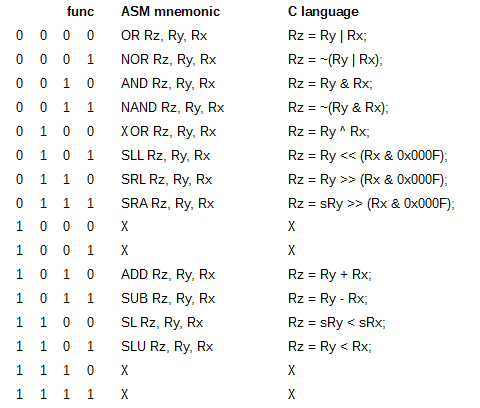 func ASM mnemonic C language
0 0 0 0 OR Rz, Ry, Rx Rz = Ry | Rx;
0 0 0 1 NOR Rz, Ry, Rx Rz = ~(Ry | Rx);
0 0 1 0 AND Rz, Ry, Rx Rz = Ry & Rx;
0 0 1 1 NAND Rz, Ry, Rx Rz = ~(Ry & Rx);
0 1 0 0 XOR Rz, Ry, Rx Rz = Ry ^ Rx;
0 1 0 1 SLL Rz, Ry, Rx Rz = Ry << (Rx & 0x000F);
0 1 1 0 SRL Rz, Ry, Rx Rz = Ry >> (Rx & 0x000F);
0 1 1 1 SRA Rz, Ry, Rx Rz = sRy >> (Rx & 0x000F);
1 0 0 0 X X
1 0 0 1 X X
1 0 1 0 ADD Rz, Ry, Rx Rz = Ry + Rx;
1 0 1 1 SUB Rz, Ry, Rx Rz = Ry - Rx;
1 1 0 0 SL Rz, Ry, Rx Rz = sRy < sRx;
1 1 0 1 SLU Rz, Ry, Rx Rz = Ry < Rx;
1 1 1 0 X X
1 1 1 1 X X